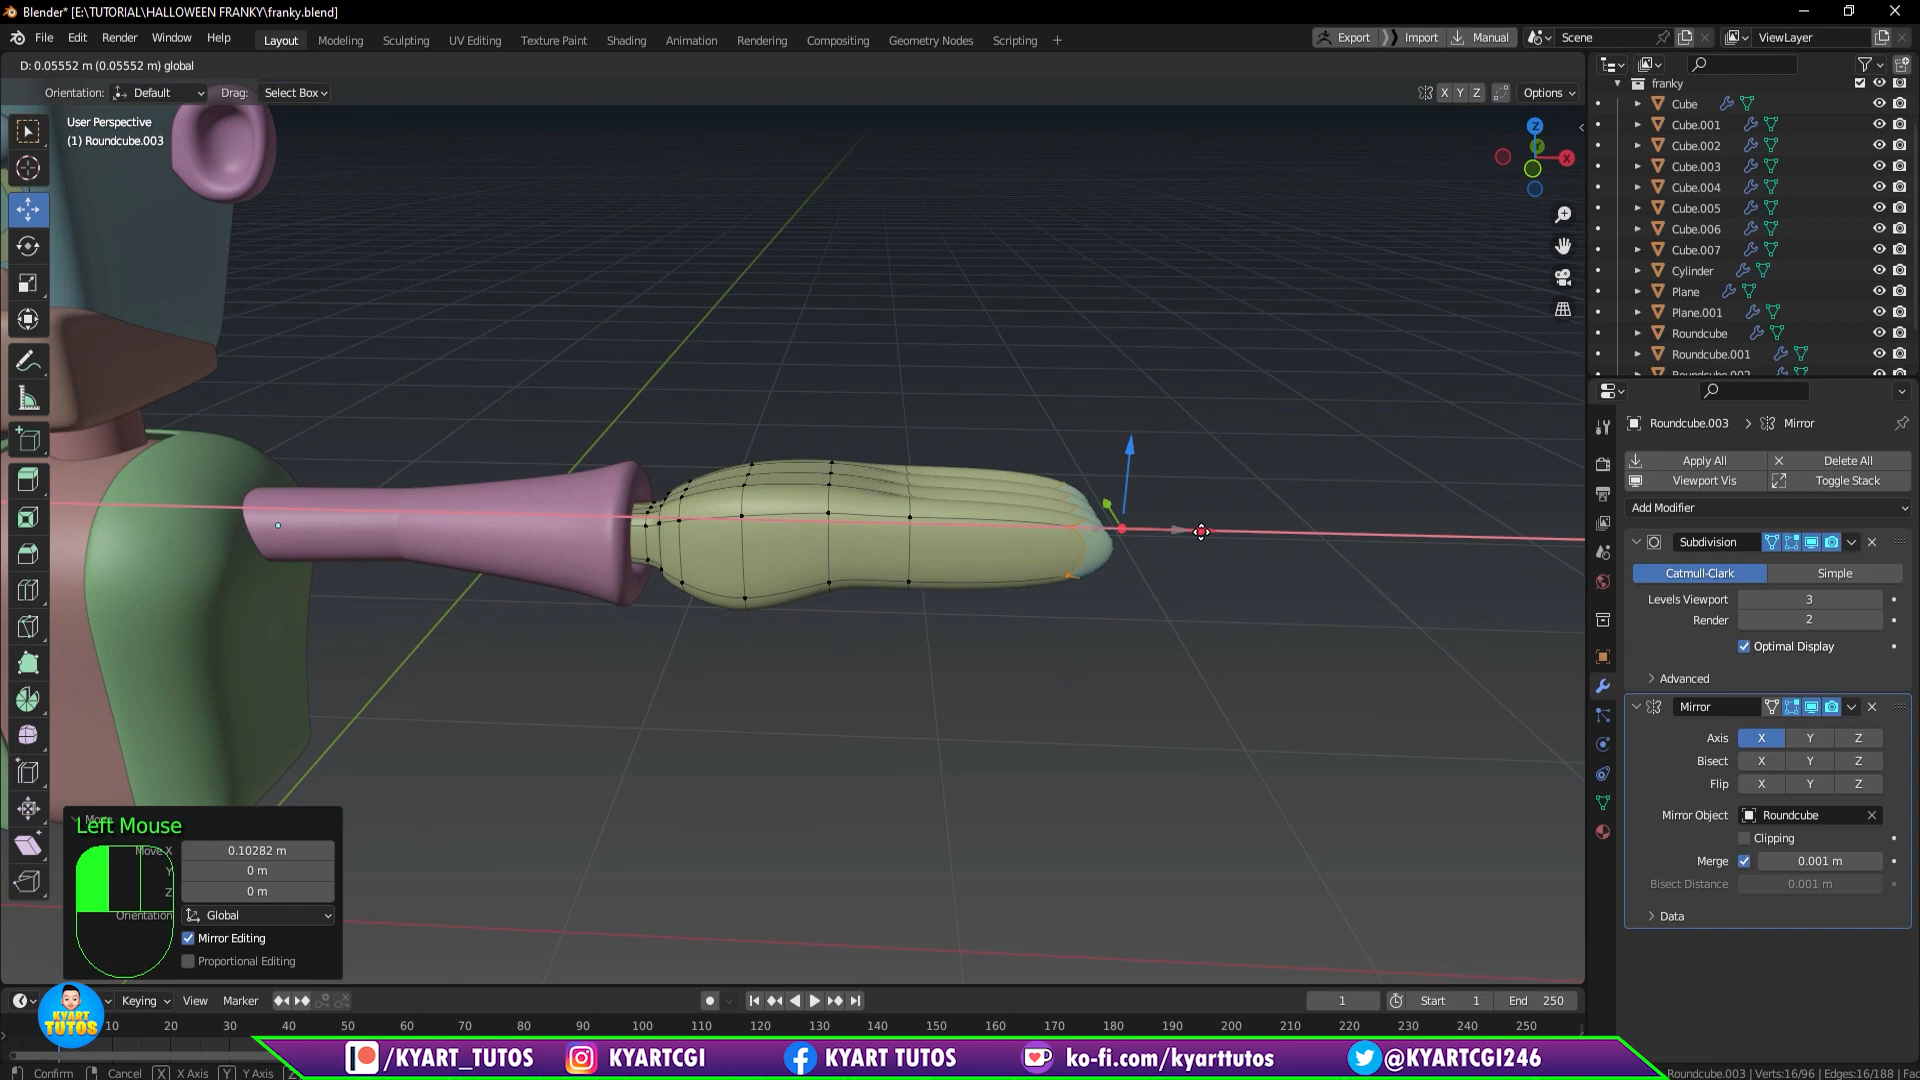 Blender* [E:\TUTORIAL\HALLOWEEN FRANKY\franky.blend]
File Edit Render Window Help
Layout Modeling Sculpting UV Editing Texture Paint Shading Animation Rendering Compositing Geometry Nodes Scripting +
Export Import Manual Scene ViewLayer
D: 0.05552 m (0.05552 m) global
Orientation: Default Drag: Select Box X Y Z Options
User Perspective
(1) Roundcube.003
Z
X
franky
Cube
Cube.001
Cube.002
Cube.003
Cube.004
Cube.005
Cube.006
Cube.007
Cylinder
Plane
Plane.001
Roundcube
Roundcube.001
Roundcube.002
Roundcube.003 > Mirror
Apply All Delete All
Viewport Vis Toggle Stack
Add Modifier
Subdivision
Catmull-Clark Simple
Levels Viewport 3
Render 2
Optimal Display
Advanced
Mirror
Axis X Y Z
Bisect X Y Z
Flip X Y Z
Mirror Object Roundcube
Clipping
Merge 0.001 m
Bisect Distance 0.001 m
Data
Move
Left Mouse
Move X 0.10282 m
Y 0 m
Z 0 m
Orientation Global
Mirror Editing
Proportional Editing
Keying View Marker 1 Start 1 End 250
KYART
TUTOS
10 20 30 40 50 60 70 80 90 100 110 120 130 140 150 160 170 180 190 200 210 220 230 240 250
/KYART_TUTOS KYARTCGI KYART TUTOS ko-fi.com/kyarttutos @KYARTCGI246
Confirm Cancel X X Axis Y Y Axis Z
Roundcube.003 | Verts:16/96 | Edges:16/188 | Fac